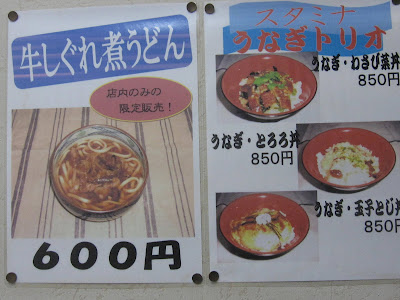 牛しぐれ煮うどん
店内のみの
限定販売！
600円
スタミナ
うなぎトリオ
うなぎ・わさび菜丼
850円
うなぎ・とろろ丼
850円
うなぎ・玉子とじ丼
850円